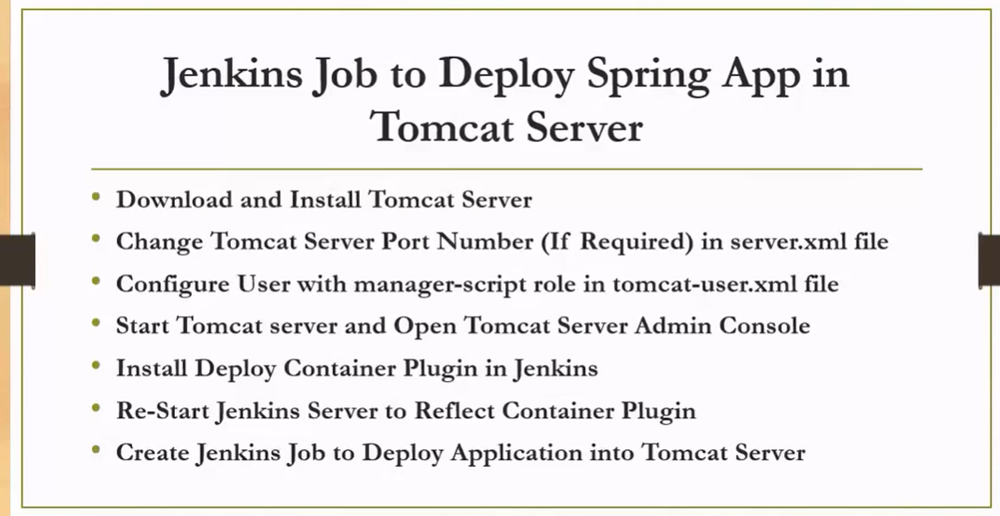 Jenkins Job to Deploy Spring App in
Tomcat Server
• Download and Install Tomcat Server
• Change Tomcat Server Port Number (If Required) in server.xml file
• Configure User with manager-script role in tomcat-user.xml file
• Start Tomcat server and Open Tomcat Server Admin Console
• Install Deploy Container Plugin in Jenkins
• Re-Start Jenkins Server to Reflect Container Plugin
• Create Jenkins Job to Deploy Application into Tomcat Server